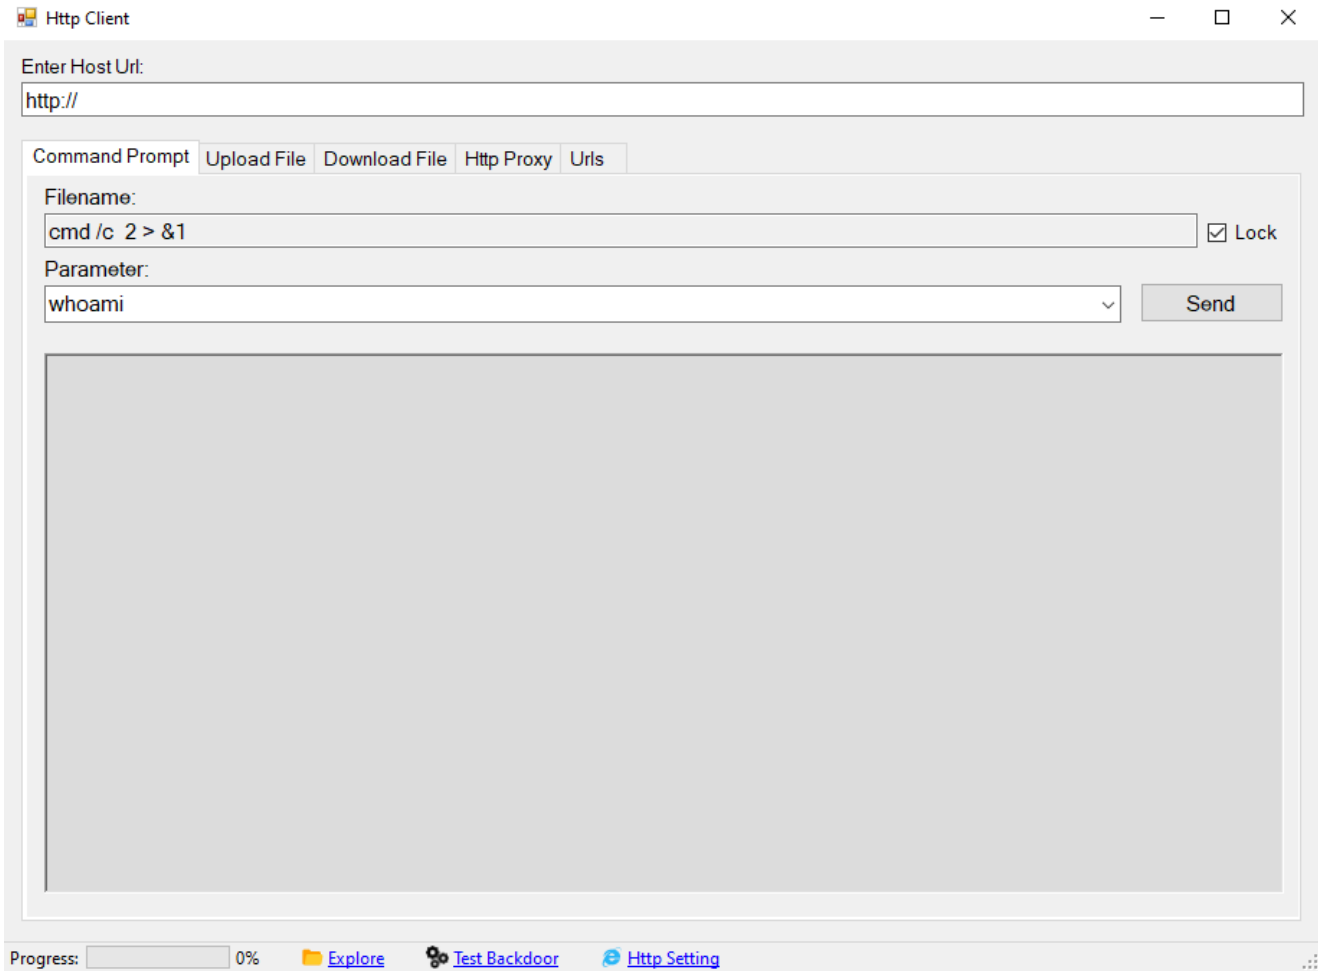 Http Client
Enter Host Url:
http://
Command Prompt Upload File Download File Http Proxy Urls
Filename:
cmd /c  2 > &1
Lock
Parameter:
whoami
Send
Progress: 0% Explore Test Backdoor Http Setting